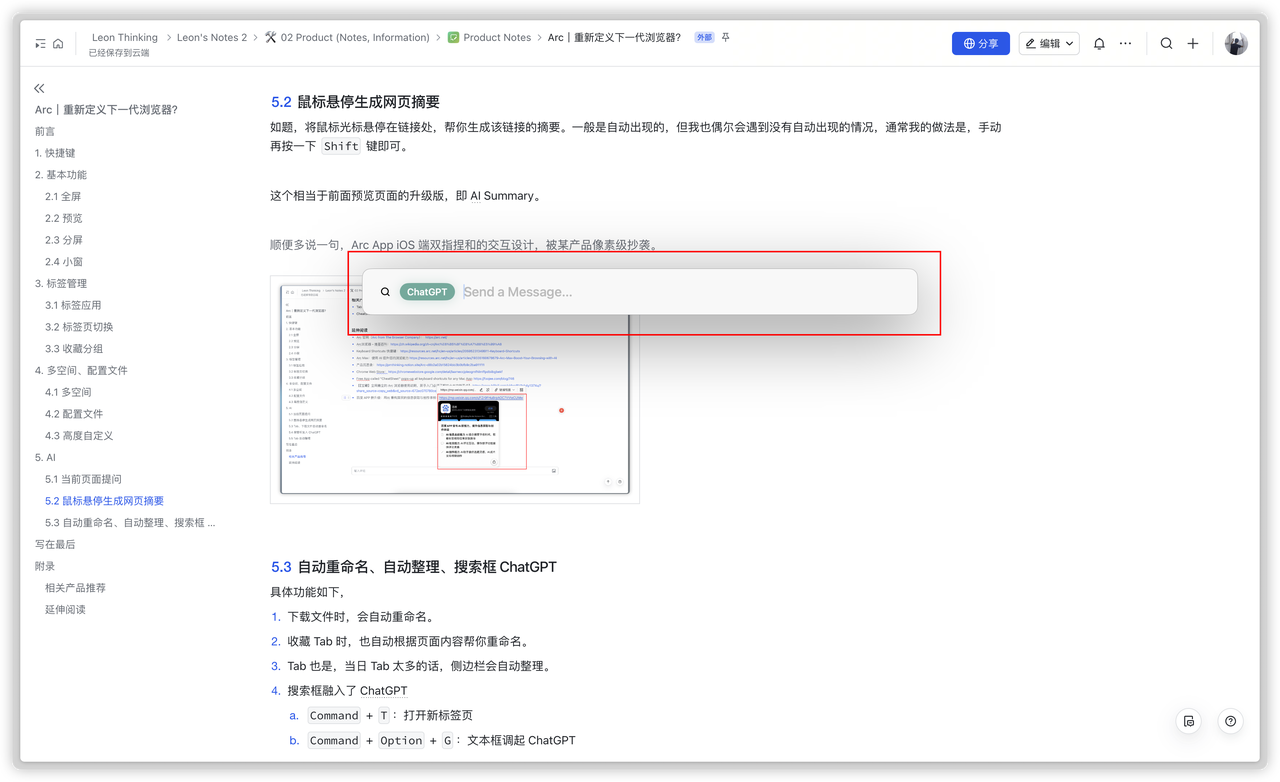 Leon Thinking > Leon's Notes 2 > 02 Product (Notes, Information) > Product Notes > Arc | 重新定义下一代浏览器? 外部
已经保存到云端
分享
编辑
Arc | 重新定义下一代浏览器?
前言
1. 快捷键
2. 基本功能
2.1 全屏
2.2 预览
2.3 分屏
2.4 小窗
3. 标签管理
3.1 标签应用
3.2 标签页切换
3.3 收藏分组
4. 多空间、配置文件
4.1 多空间
4.2 配置文件
4.3 高度自定义
5. AI
5.1 当前页面提问
5.2 鼠标悬停生成网页摘要
5.3 自动重命名、自动整理、搜索框 ...
写在最后
附录
相关产品推荐
延伸阅读
5.2 鼠标悬停生成网页摘要
如题，将鼠标光标悬停在链接处，帮你生成该链接的摘要。一般是自动出现的，但我也偶尔会遇到没有自动出现的情况，通常我的做法是，手动
再按一下 Shift 键即可。
这个相当于前面预览页面的升级版，即 AI Summary。
顺便多说一句，Arc App iOS 端双指捏和的交互设计，被某产品像素级抄袭。
ChatGPT Send a Message...
5.3 自动重命名、自动整理、搜索框 ChatGPT
具体功能如下，
1. 下载文件时，会自动重命名。
2. 收藏 Tab 时，也自动根据页面内容帮你重命名。
3. Tab 也是，当日 Tab 太多的话，侧边栏会自动整理。
4. 搜索框融入了 ChatGPT
a. Command + T：打开新标签页
b. Command + Option + G：文本框调起 ChatGPT